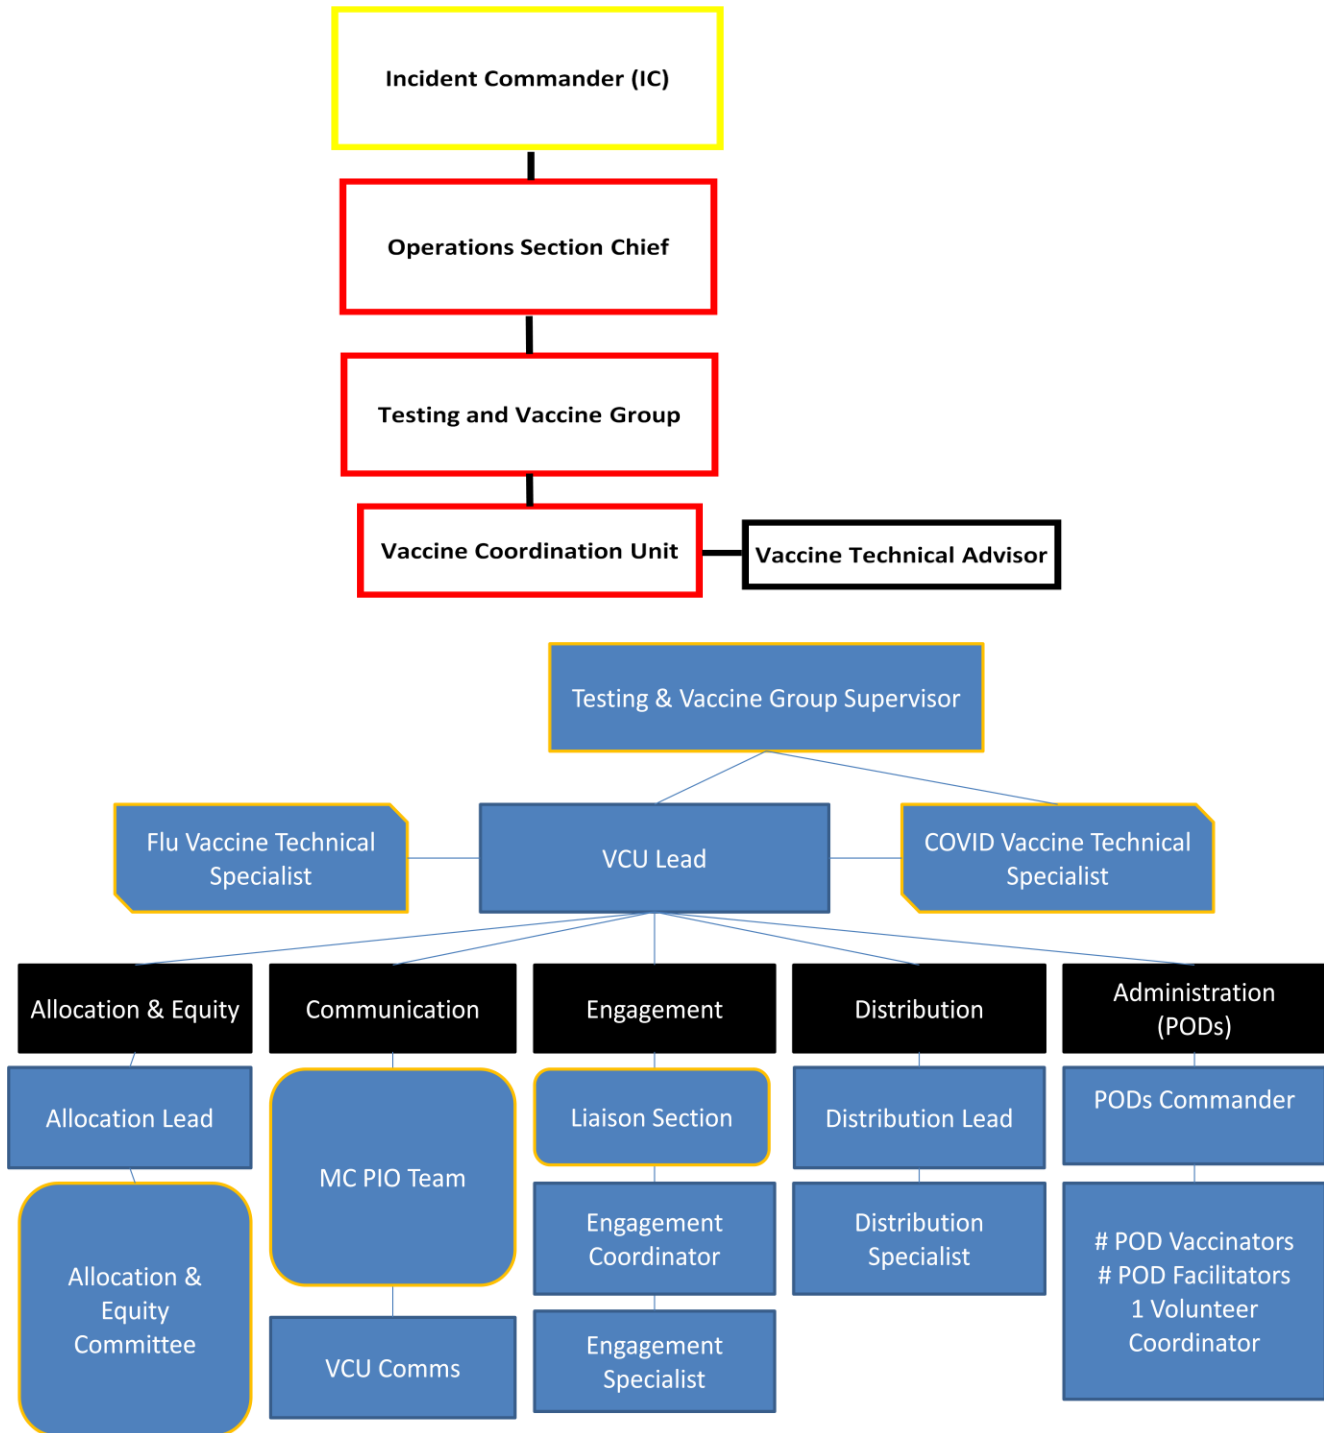 Incident Commander (IC)
Operations Section Chief
Testing and Vaccine Group
Vaccine Coordination Unit
Vaccine Technical Advisor
Testing & Vaccine Group Supervisor
Flu Vaccine Technical
Specialist
VCU Lead
COVID Vaccine Technical
Specialist
Allocation & Equity
Communication
Engagement
Distribution
Administration
(PODs)
Allocation Lead
MC PIO Team
Liaison Section
Distribution Lead
PODs Commander
Allocation &
Equity
Committee
VCU Comms
Engagement
Coordinator
Engagement
Specialist
Distribution
Specialist
# POD Vaccinators
# POD Facilitators
1 Volunteer
Coordinator